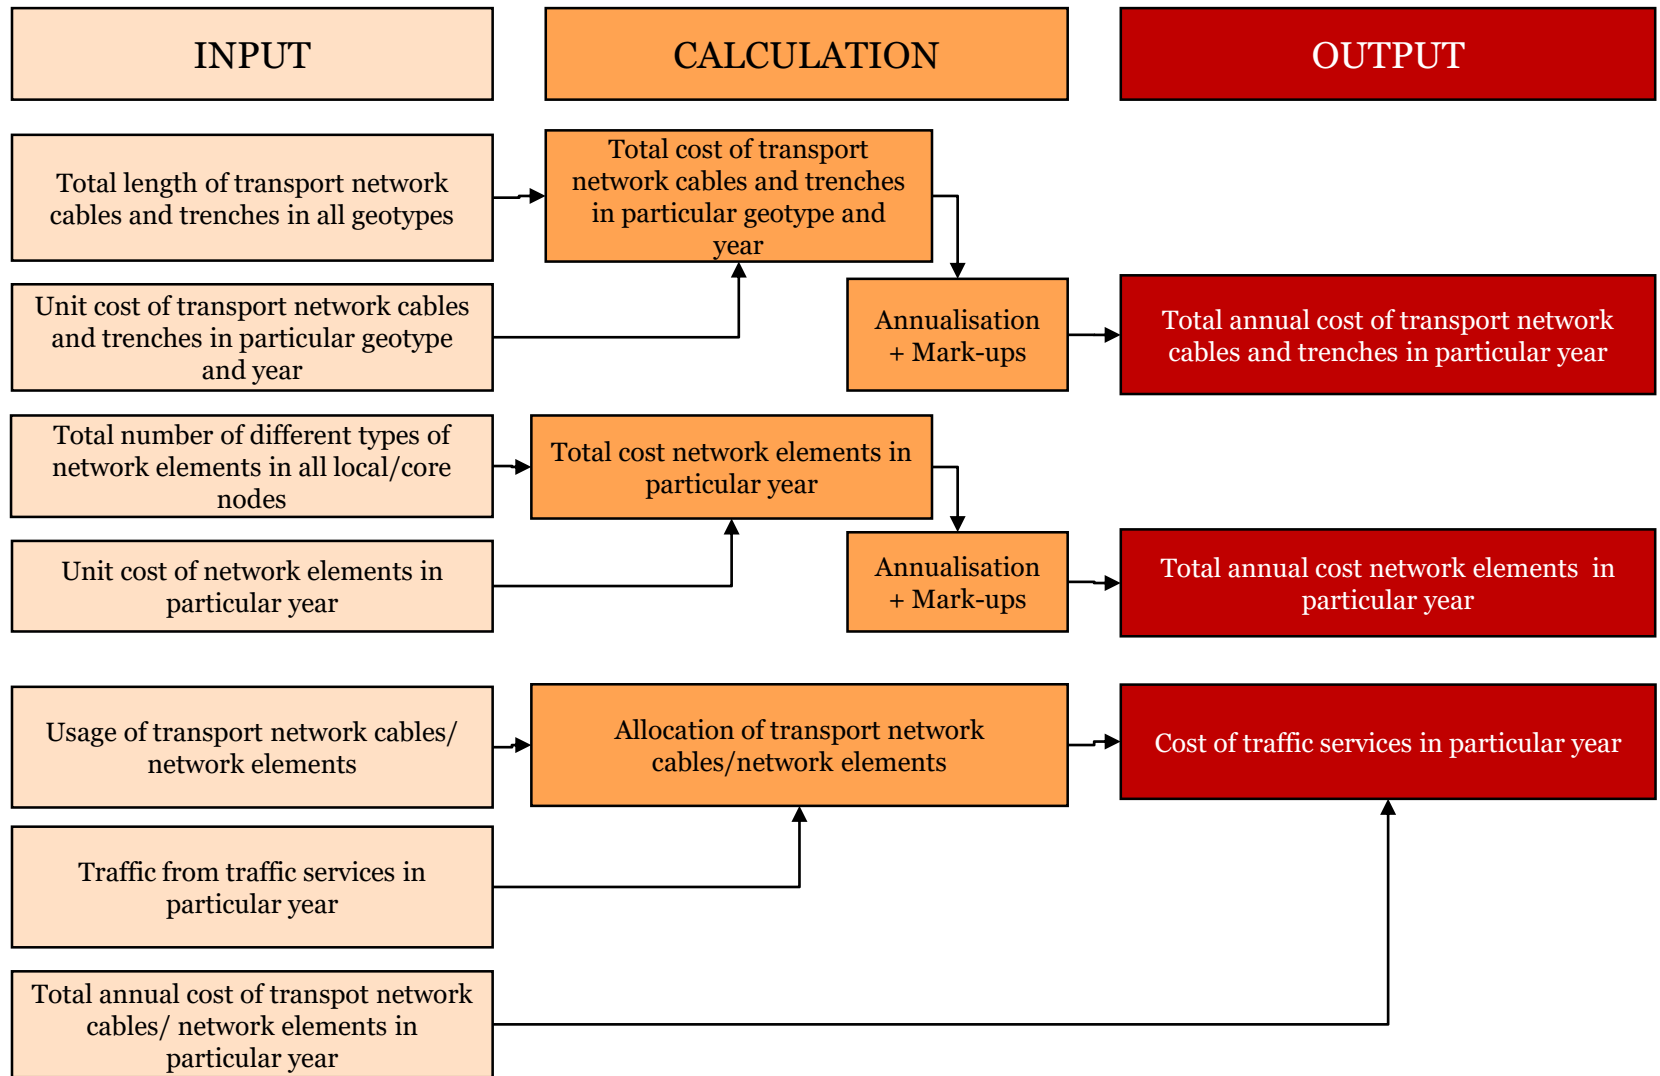 INPUT
CALCULATION
OUTPUT
Total length of transport network
cables and trenches in all geotypes
Total cost of transport
network cables and trenches
in particular geotype and
year
Unit cost of transport network cables
and trenches in particular geotype
and year
Annualisation
+ Mark-ups
Total annual cost of transport network
cables and trenches in particular year
Total number of different types of
network elements in all local/core
nodes
Total cost network elements in
particular year
Unit cost of network elements in
particular year
Annualisation
+ Mark-ups
Total annual cost network elements in
particular year
Usage of transport network cables/
network elements
Allocation of transport network
cables/network elements
Cost of traffic services in particular year
Traffic from traffic services in
particular year
Total annual cost of transpot network
cables/ network elements in
particular year